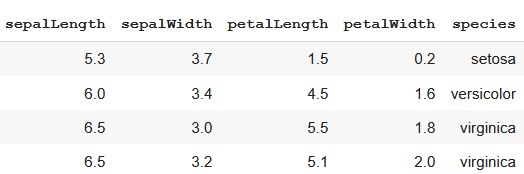 sepalLength sepalWidth petalLength petalWidth species
5.3 3.7 1.5 0.2 setosa
6.0 3.4 4.5 1.6 versicolor
6.5 3.0 5.5 1.8 virginica
6.5 3.2 5.1 2.0 virginica